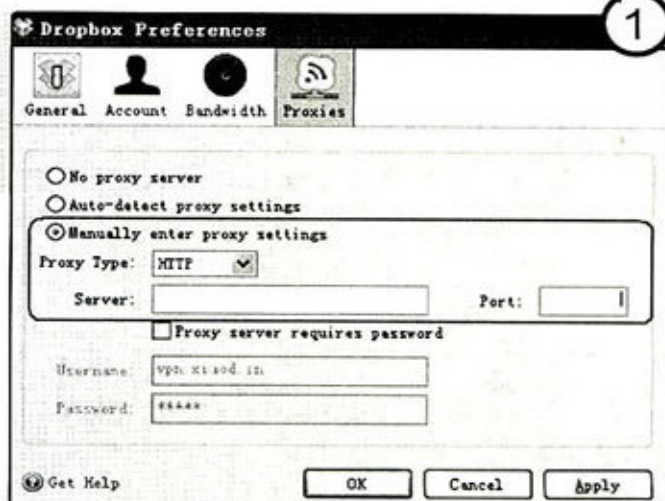 Dropbox Preferences
1
General Account Bandwidth Proxies
No proxy server
Auto-detect proxy settings
Manually enter proxy settings
Proxy Type: HTTP
Server: Port:
Proxy server requires password
Username:
Password: *****
Get Help OK Cancel Apply